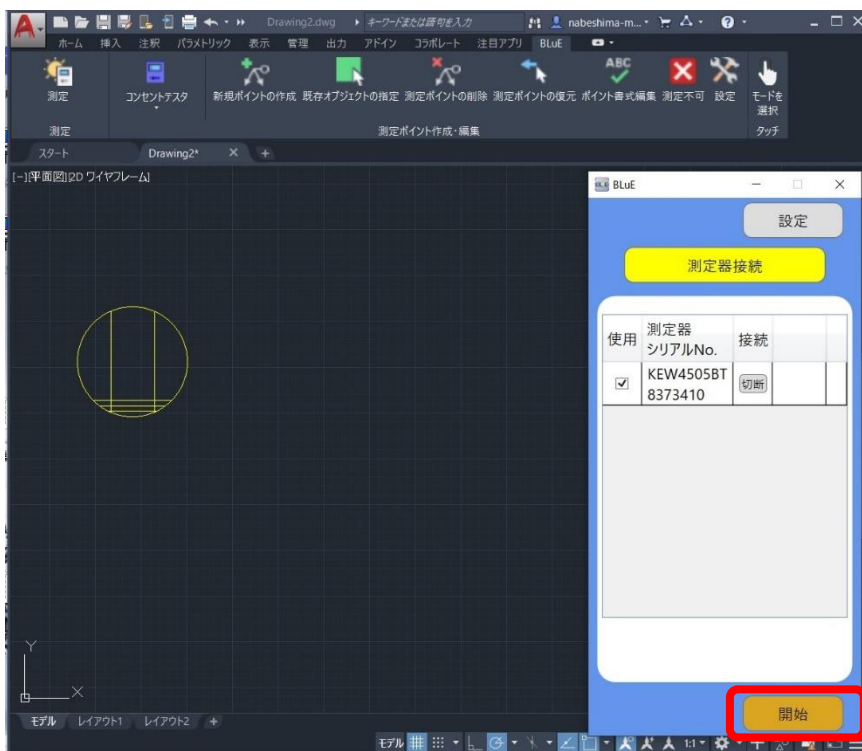 Drawing2.dwg キーワードまたは語句を入力 nabeshima-m...
ホーム 挿入 注釈 パラメトリック 表示 管理 出力 アドイン コラボレート 注目アプリ BLuE
測定 コンセントテスタ 新規ポイントの作成 既存オブジェクトの指定 測定ポイントの削除 測定ポイントの復元 ABC ポイント書式編集 測定不可 設定 モードを
選択
測定 測定ポイント作成・編集 タッチ
スタート Drawing2* × +
[-][平面図][2D ワイヤフレーム]
BLuE
設定
測定器接続
使用 測定器
シリアルNo. 接続
KEW4505BT
8373410 切断
Y
X
開始
モデル レイアウト1 レイアウト2 +
モデル 1:1